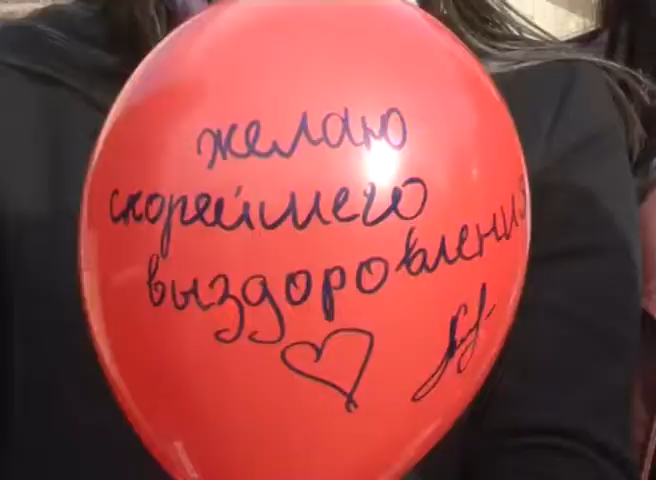 желаю
скорейшего
выздоровления